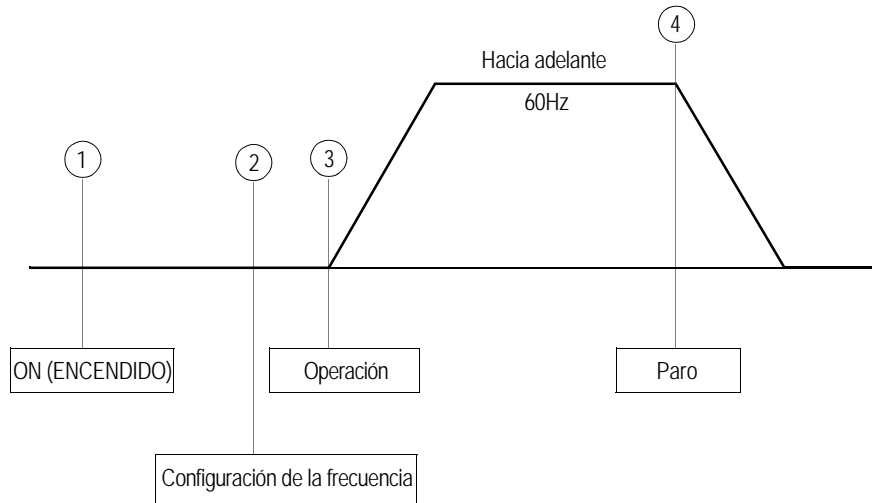 4
Hacia adelante
60Hz
1
2
3
ON (ENCENDIDO)
Operación
Paro
Configuración de la frecuencia